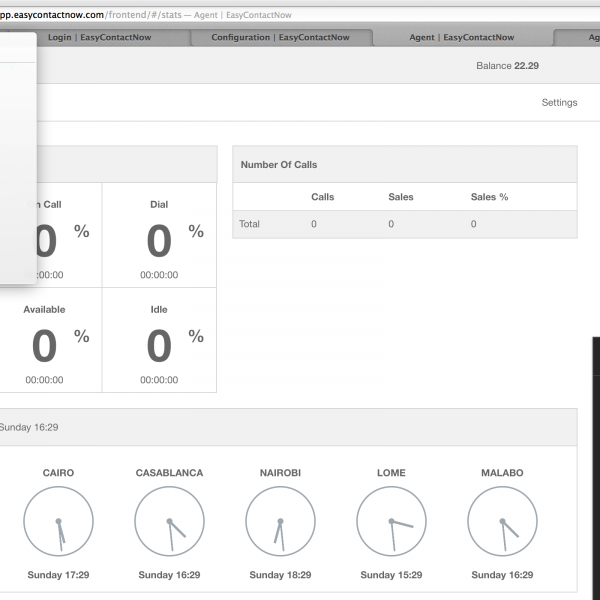 pp.easycontactnow.com/frontend/#/stats — Agent | EasyContactNow
Login | EasyContactNow Configuration | EasyContactNow Agent | EasyContactNow Ag
Balance 22.29
Settings
Number Of Calls
Calls Sales Sales %
Total 0 0 0
n Call Dial
0 % 0 %
:00:00 00:00:00
Available Idle
0 % 0 %
00:00:00 00:00:00
Sunday 16:29
CAIRO CASABLANCA NAIROBI LOME MALABO
Sunday 17:29 Sunday 16:29 Sunday 18:29 Sunday 15:29 Sunday 16:29